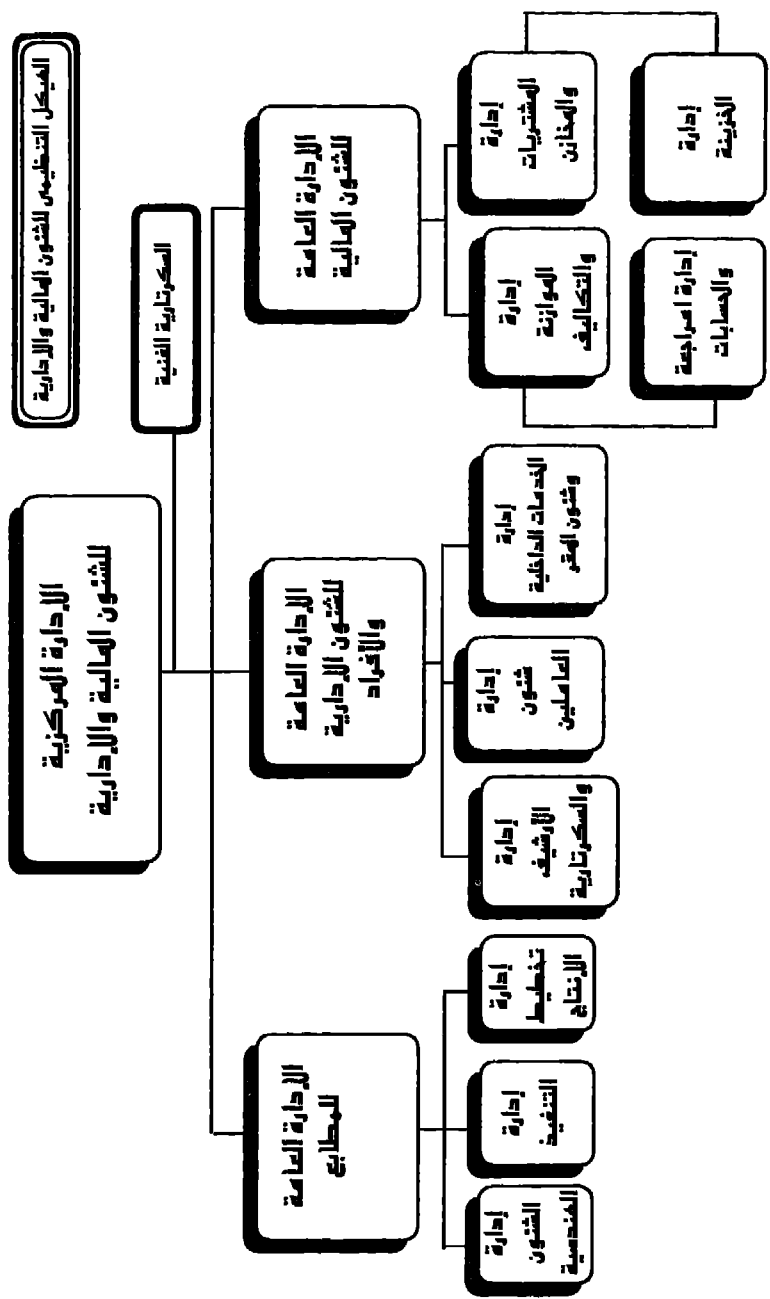 الهيكل التنظيمى للشئون المالية والإدارية
الإدارة المركزية
للشئون المالية والإدارية
السكرتارية الفنية
الإدارة العامة
للشئون المالية
الإدارة العامة
للشئون الإدارية
والأفراد
الإدارة العامة
للمطابع
إدارة
المشتريات
والمخازن
إدارة
الموازنة
والتكاليف
إدارة
الخزينة
إدارة المراجعة
والحسابات
إدارة
الخدمات الداخلية
وشئون المقر
إدارة
شئون
العاملين
إدارة
الأرشيف
والسكرتارية
إدارة
تخطيط
الإنتاج
إدارة
التنفيذ
إدارة
الشئون
الهندسية